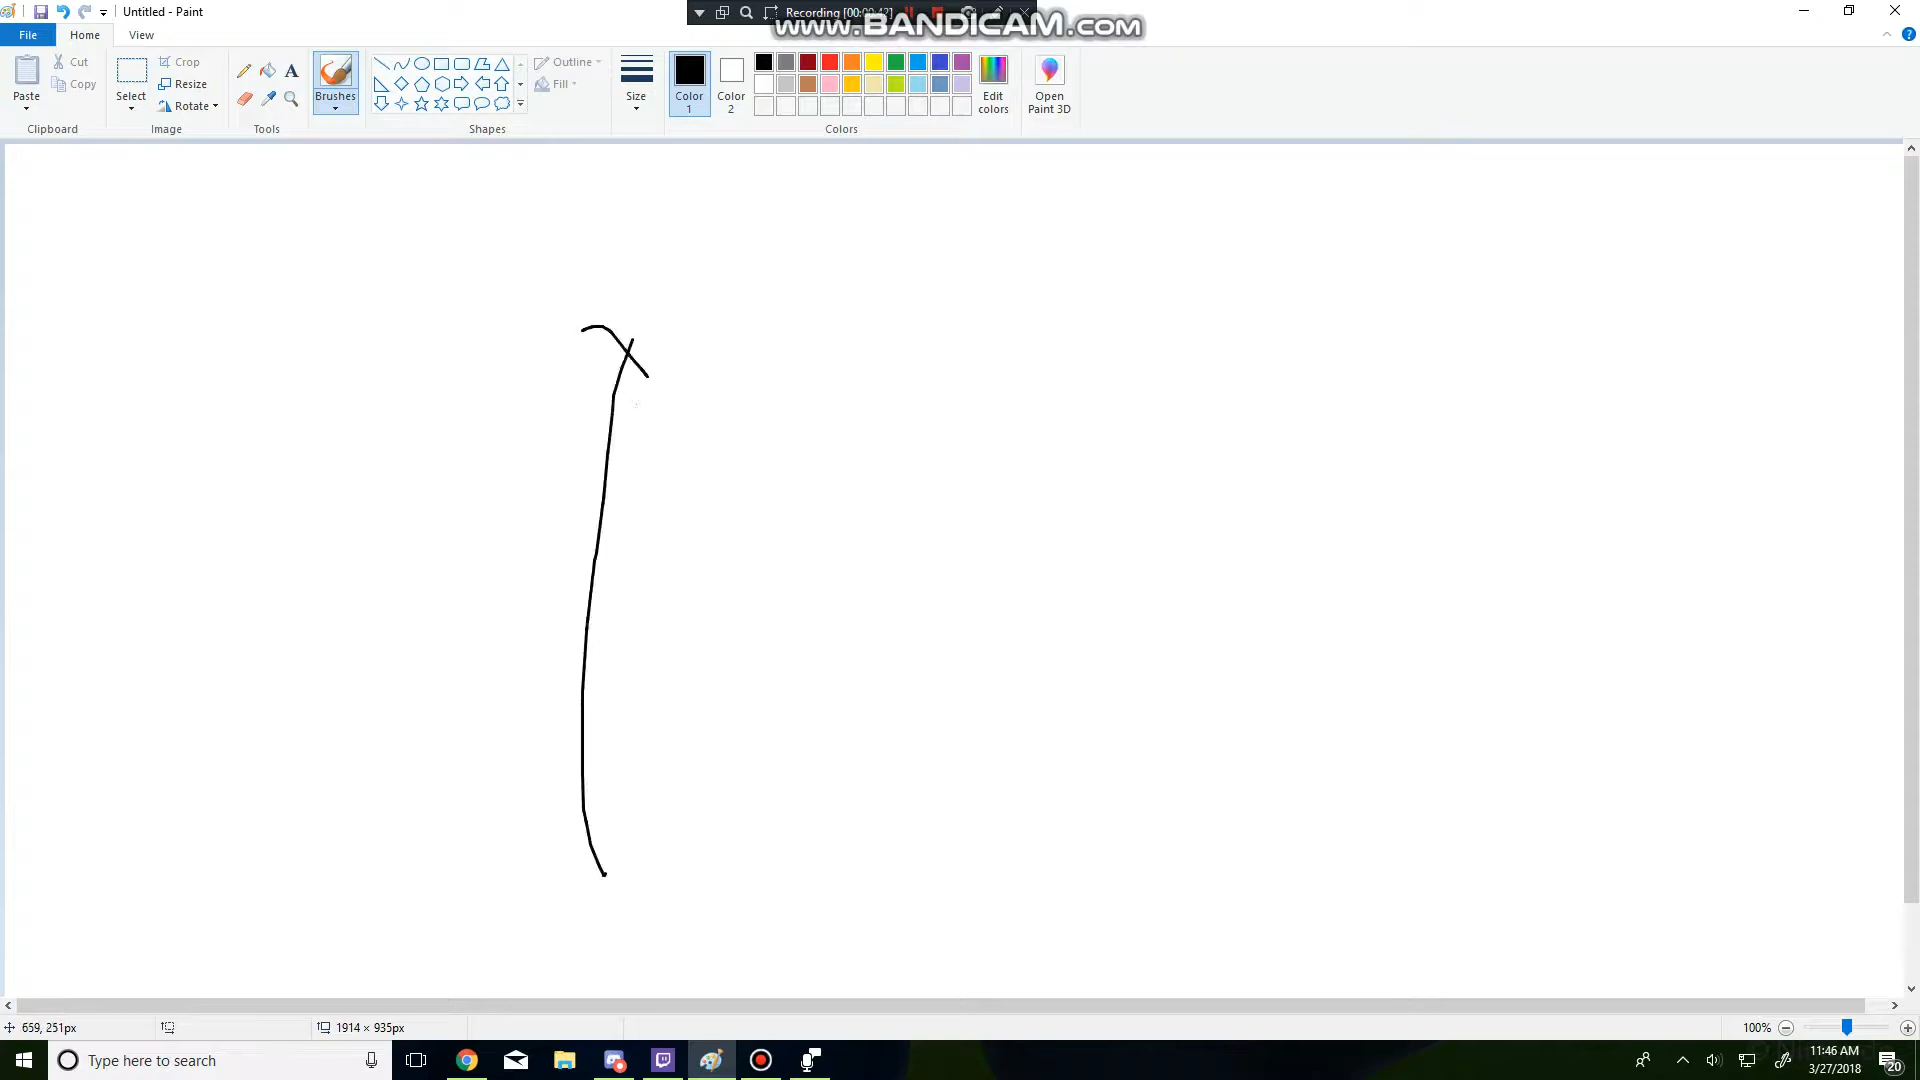 Untitled - Paint
Recording
www.BANDICAM.com
File
Home
View
Paste
Cut
Copy
Clipboard
Select
Crop
Resize
Rotate
Image
Tools
Brushes
Shapes
Outline
Fill
Size
Color 1
Color 2
Colors
Edit colors
Open Paint 3D
659, 251px
1914 × 935px
100%
Type here to search
11:46 AM
3/27/2018
20